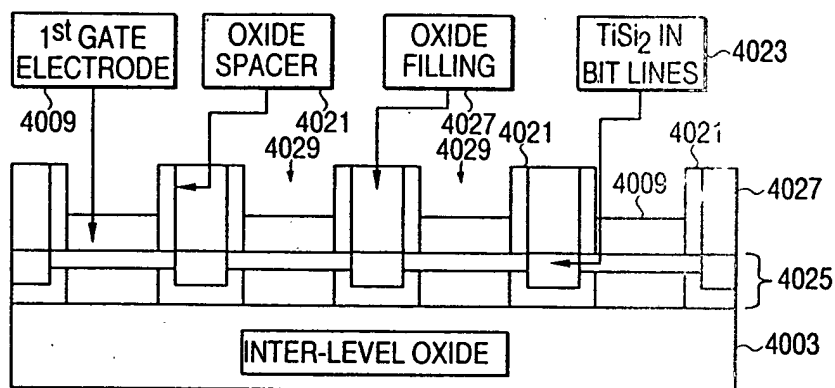 1st GATE
ELECTRODE
OXIDE
SPACER
OXIDE
FILLING
TiSi2 IN
BIT LINES
4023
4009
4021
4027
4021
4021
4029
4029
4009
4027
4025
4003
INTER-LEVEL OXIDE